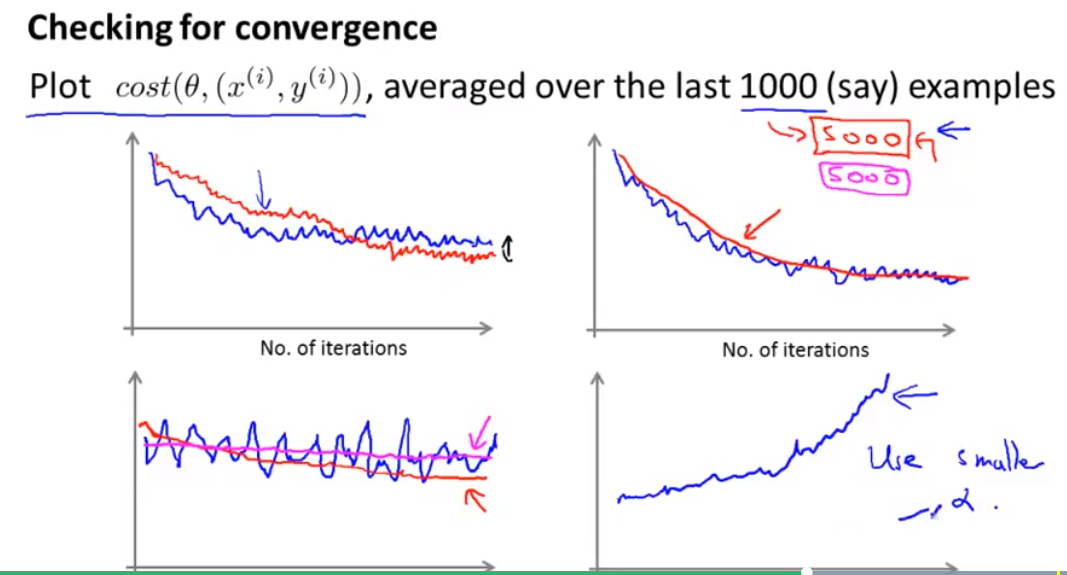 Checking for convergence
Plot cost(θ, (x^{(i)}, y^{(i)})), averaged over the last 1000 (say) examples
5000
5000
No. of iterations
No. of iterations
Use smaller
α.